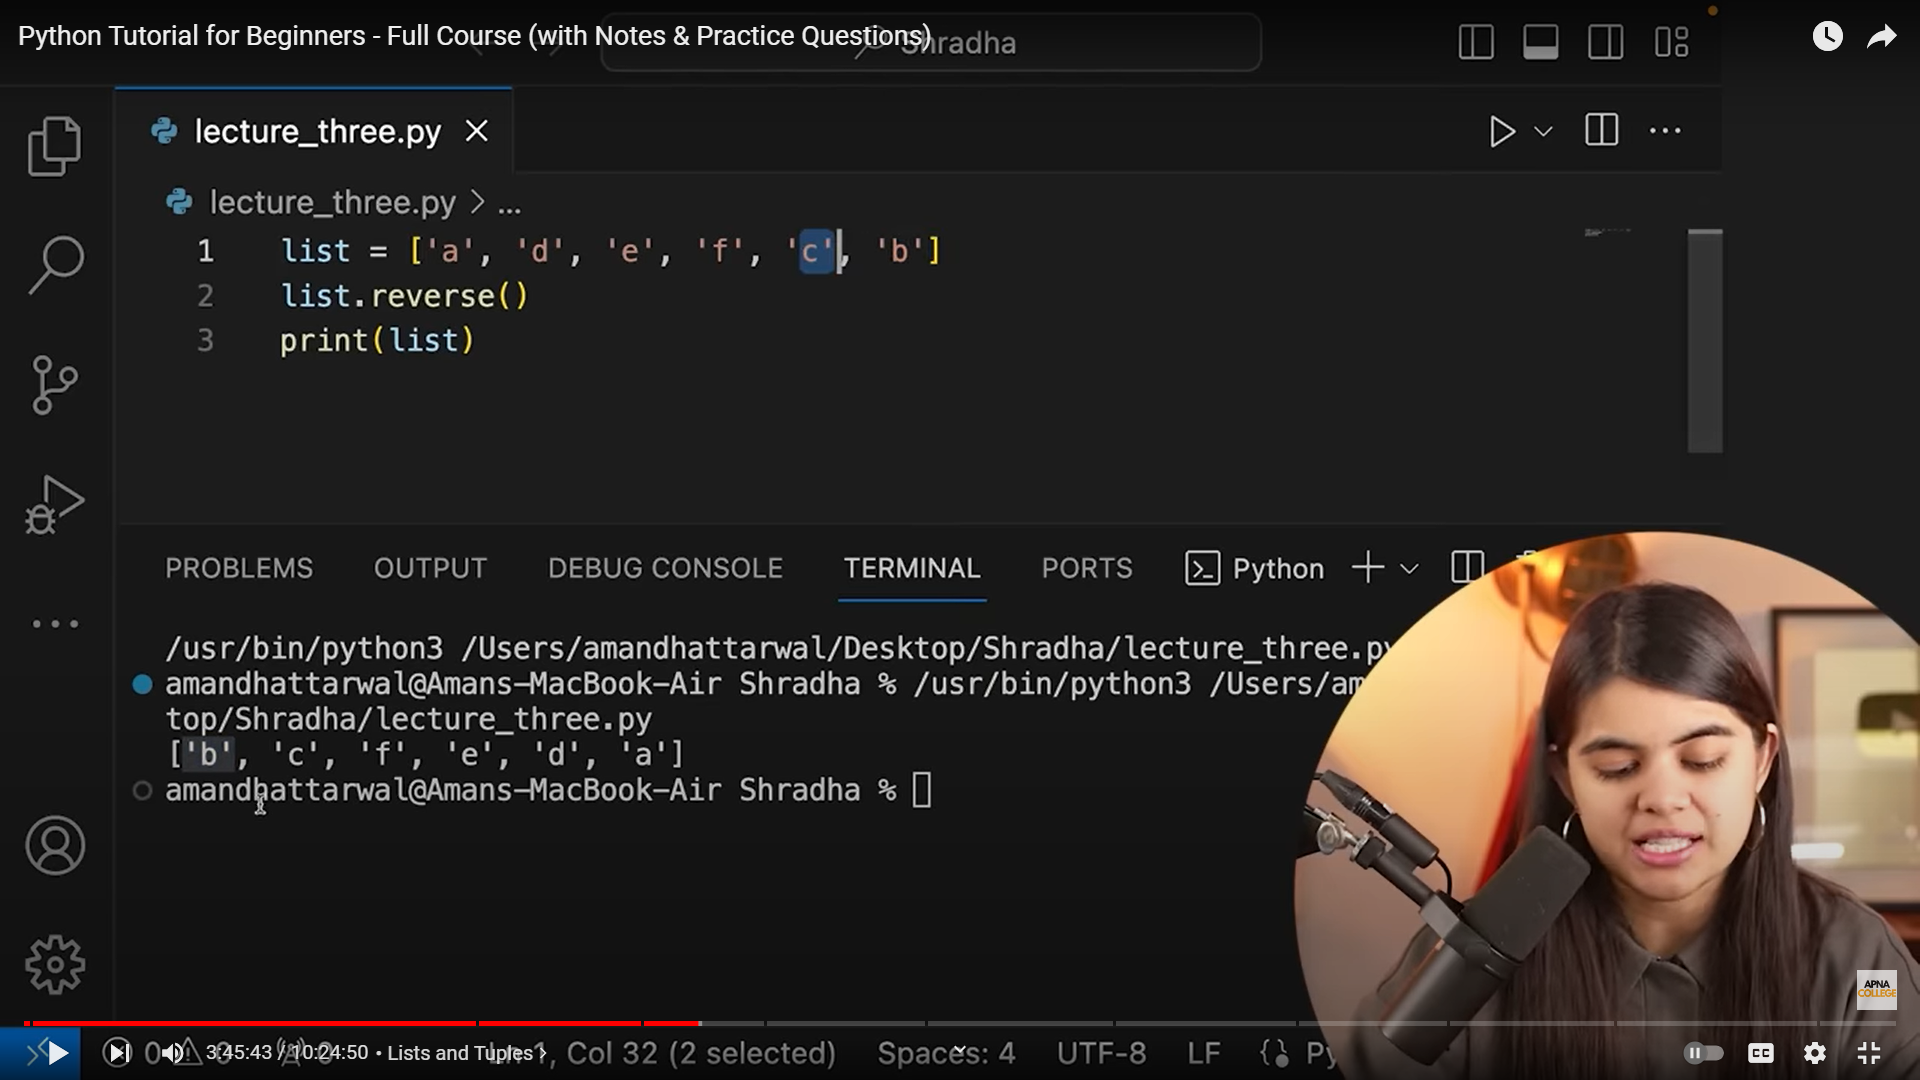 Python Tutorial for Beginners - Full Course (with Notes & Practice Questions)
Shradha
lecture_three.py
lecture_three.py > ...
1 list = ['a', 'd', 'e', 'f', 'c', 'b']
2 list.reverse()
3 print(list)
PROBLEMS OUTPUT DEBUG CONSOLE TERMINAL PORTS Python
/usr/bin/python3 /Users/amandhattarwal/Desktop/Shradha/lecture_three.py
amandhattarwal@Amans-MacBook-Air Shradha % /usr/bin/python3 /Users/am
top/Shradha/lecture_three.py
['b', 'c', 'f', 'e', 'd', 'a']
amandhattarwal@Amans-MacBook-Air Shradha %
APNA
COLLEGE
3:45:43 / 10:24:50 • Lists and Tuples >
1, Col 32 (2 selected) Spaces: 4 UTF-8 LF {} Py
CC